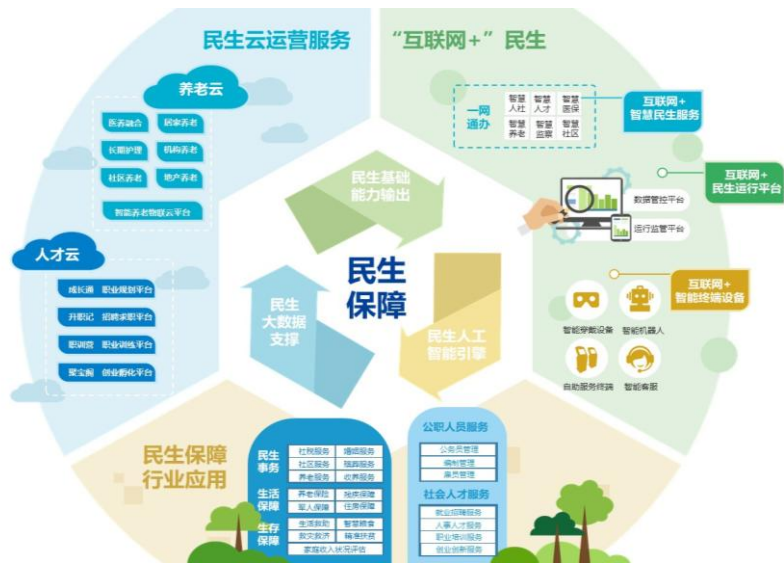 民生云运营服务
养老云
医养融合
居家养老
长期护理
机构养老
社区养老
地产养老
智能养老物联云平台
人才云
成长通 职业规划平台
开职记 招聘求职平台
职训营 职业训练平台
聚宝阁 创业孵化平台
“互联网+”民生
一网
通办
智慧
人社
智慧
人才
智慧
医保
智慧
养老
智慧
监察
智慧
社区
互联网+
智慧民生服务
互联网+
民生运行平台
数据管控平台
运行监管平台
互联网+
智能终端设备
智能穿戴设备
智能机器人
自助服务终端
智能客服
民生基础
能力输出
民生
大数据
支撑
民生
保障
民生人工
智能引擎
民生保障
行业应用
民生
事务
社税服务
婚姻服务
社区服务
殡葬服务
养老服务
收养服务
生活
保障
养老保险
抢疾保障
军人保障
住房保障
生存
保障
生活救助
智慧粮食
救灾救济
精准扶贫
家庭收入状况评估
公职人员服务
公务员管理
编制管理
雇员管理
社会人才服务
就业招聘服务
人事人才服务
职业培训服务
创业创新服务